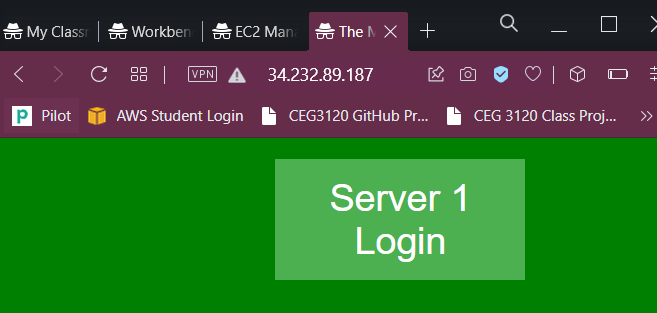 My Classr
Workben
EC2 Mana
The M
VPN
34.232.89.187
p Pilot
AWS Student Login
CEG3120 GitHub Pr...
CEG 3120 Class Proj...
Server 1
Login